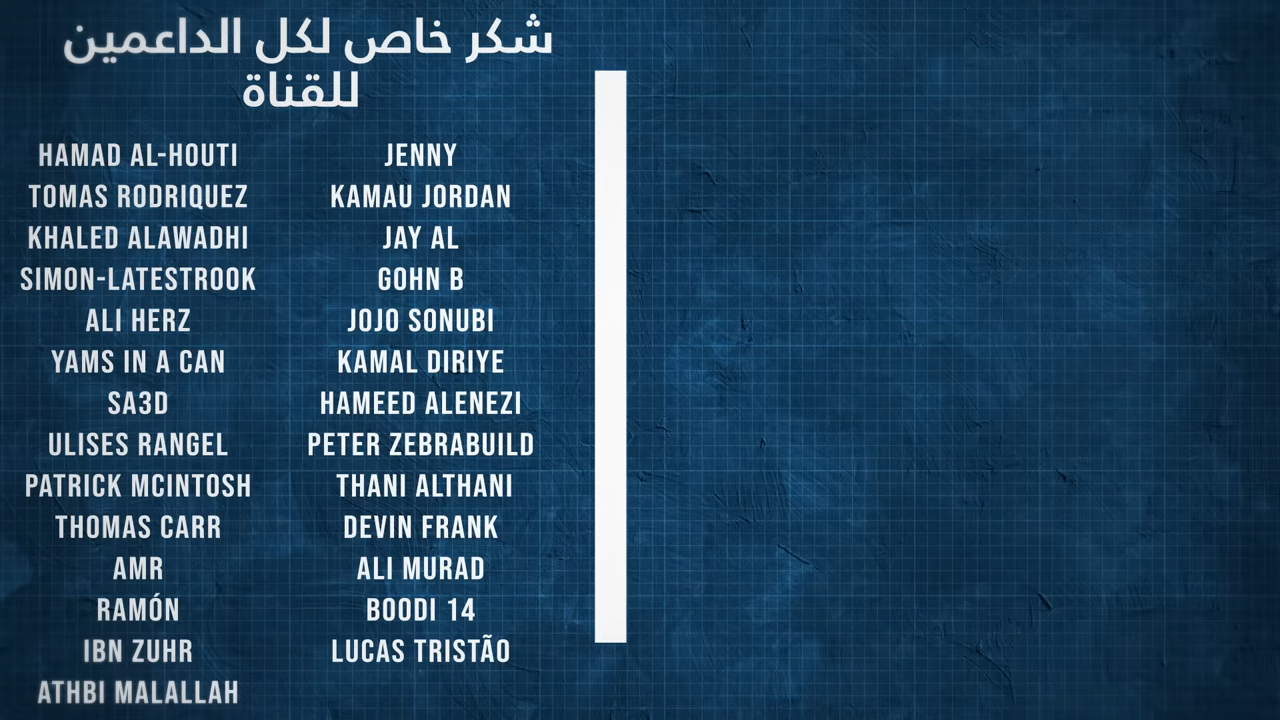 شكر خاص لكل الداعمين
للقناة
HAMAD AL-HOUTI
TOMAS RODRIQUEZ
KHALED ALAWADHI
SIMON-LATESTROOK
ALI HERZ
YAMS IN A CAN
SA3D
ULISES RANGEL
PATRICK MCINTOSH
THOMAS CARR
AMR
RAMÓN
IBN ZUHR
ATHBI MALALLAH
JENNY
KAMAU JORDAN
JAY AL
GOHN B
JOJO SONUBI
KAMAL DIRIYE
HAMEED ALENEZI
PETER ZEBRABUILD
THANI ALTHANI
DEVIN FRANK
ALI MURAD
BOODI 14
LUCAS TRISTÃO